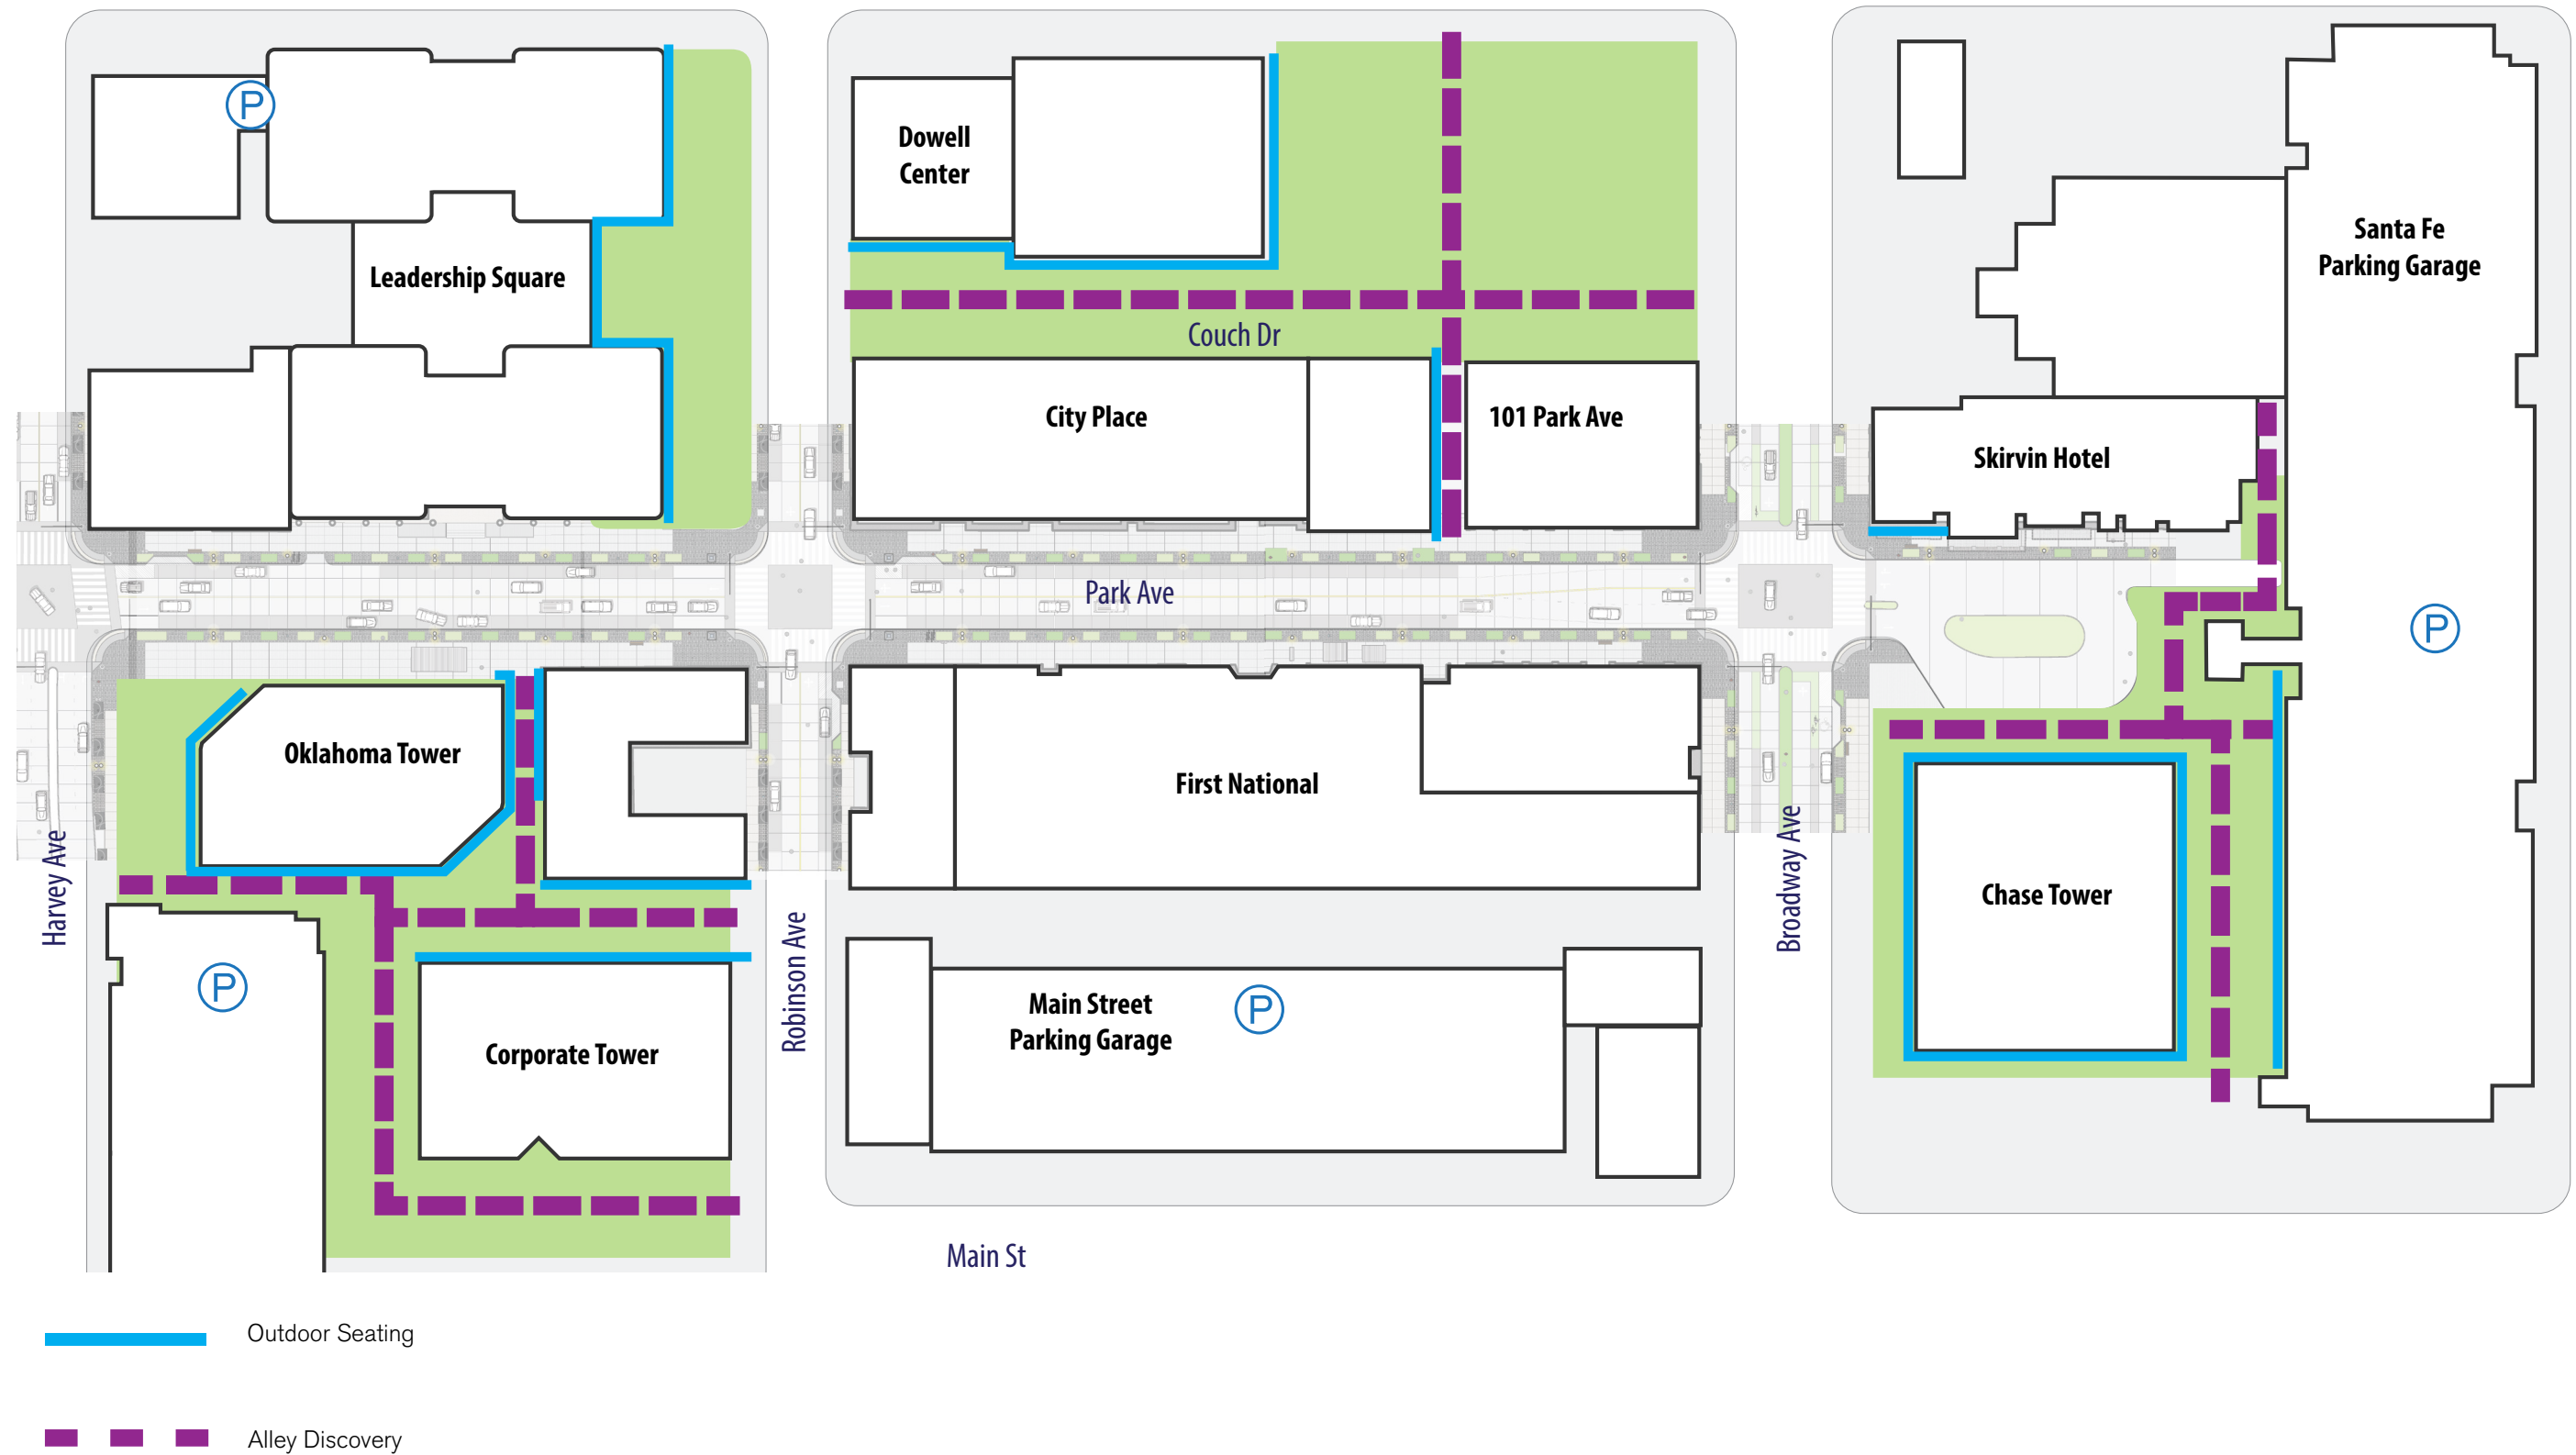 P
Dowell
Center
Santa Fe
Parking Garage
Leadership Square
Couch Dr
City Place
101 Park Ave
Skirvin Hotel
Park Ave
P
Oklahoma Tower
First National
Harvey Ave
Robinson Ave
Broadway Ave
Chase Tower
P
Main Street
Parking Garage
P
Corporate Tower
Main St
Outdoor Seating
Alley Discovery